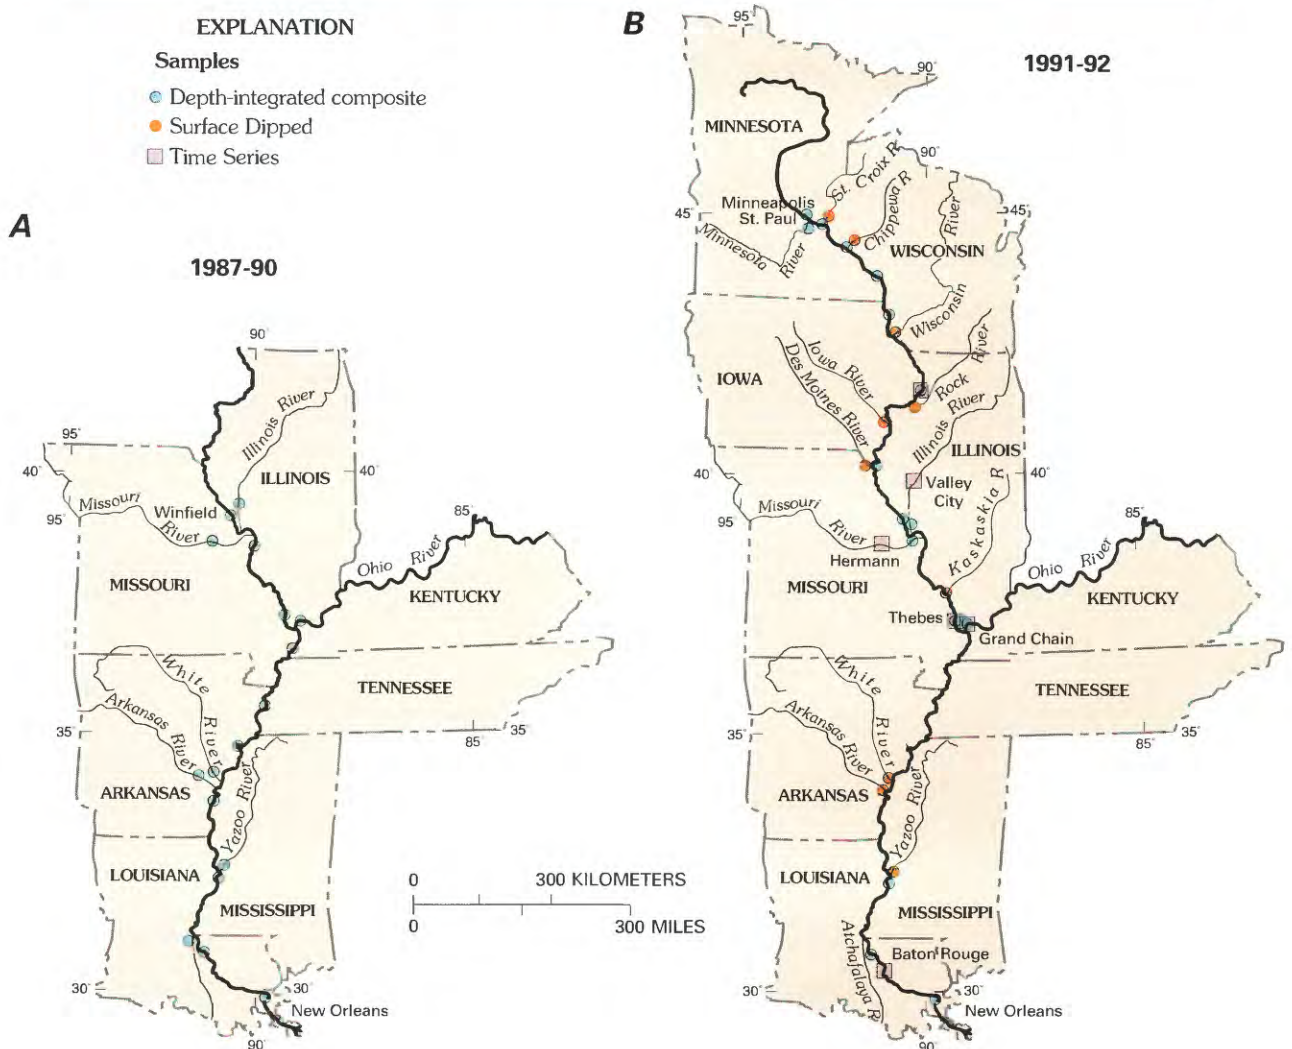 EXPLANATION
Samples
Depth-integrated composite
Surface Dipped
Time Series
A
1987-90
90°
95°
40°
Illinois River
ILLINOIS
40°
Missouri
River
95°
Winfield
85°
Ohio River
MISSOURI
KENTUCKY
White
River
TENNESSEE
Arkansas River
35°
85°
35°
ARKANSAS
Yazoo River
LOUISIANA
MISSISSIPPI
0 300 KILOMETERS
0 300 MILES
30°
30°
New Orleans
90°
B
1991-92
95°
90°
MINNESOTA
90°
St. Croix R
Chippewa R
Minneapolis
St. Paul
45°
45°
Minnesota
River
WISCONSIN
Wisconsin
River
IOWA
Iowa River
Des Moines River
Rock
River
Illinois River
ILLINOIS
40°
40°
Valley
City
Kaskaskia R
Missouri
River
95°
Hermann
85°
Ohio River
MISSOURI
KENTUCKY
Thebes
Grand Chain
White
River
TENNESSEE
Arkansas River
35°
85°
35°
ARKANSAS
Yazoo River
LOUISIANA
MISSISSIPPI
Atchafalaya R
Baton Rouge
30°
30°
New Orleans
90°